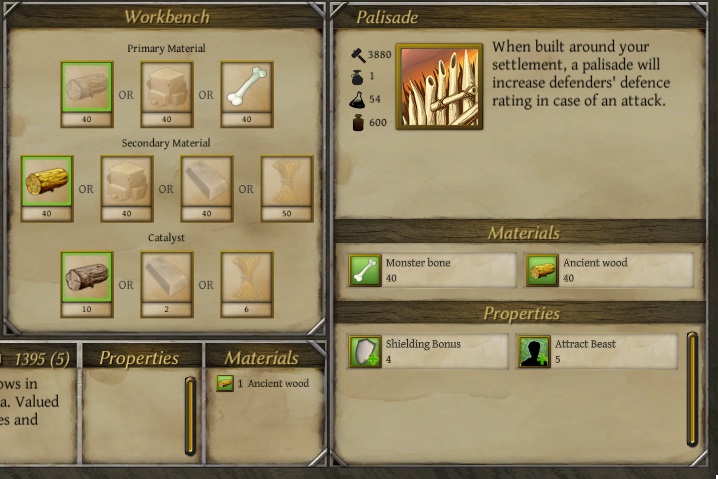 Workbench
Primary Material
OR OR
40 40 40
Secondary Material
OR OR OR
40 40 40 50
Catalyst
OR OR
10 2 6
1395 (5)
ows in
a. Valued
es and
Properties
Materials
1 Ancient wood
Palisade
3880
1
54
600
When built around your
settlement, a palisade will
increase defenders' defence
rating in case of an attack.
Materials
Monster bone
40
Ancient wood
40
Properties
Shielding Bonus
4
Attract Beast
5